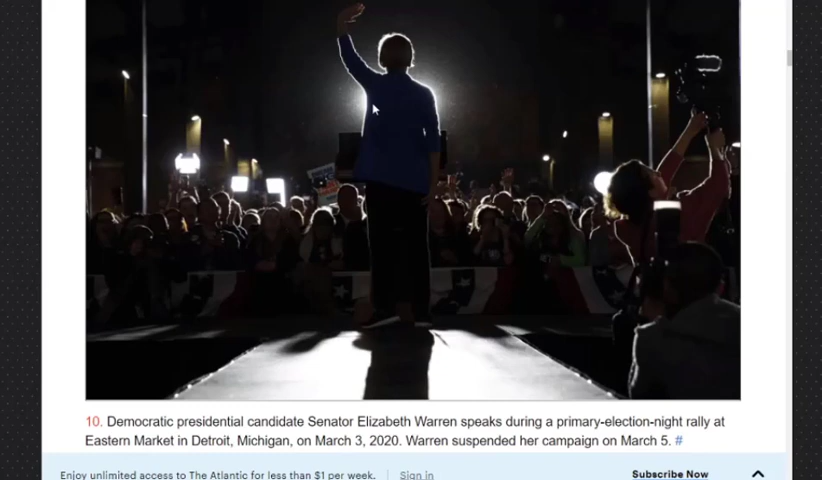 10. Democratic presidential candidate Senator Elizabeth Warren speaks during a primary-election-night rally at
Eastern Market in Detroit, Michigan, on March 3, 2020. Warren suspended her campaign on March 5. #
Enjoy unlimited access to The Atlantic for less than $1 per week. Sign in Subscribe Now